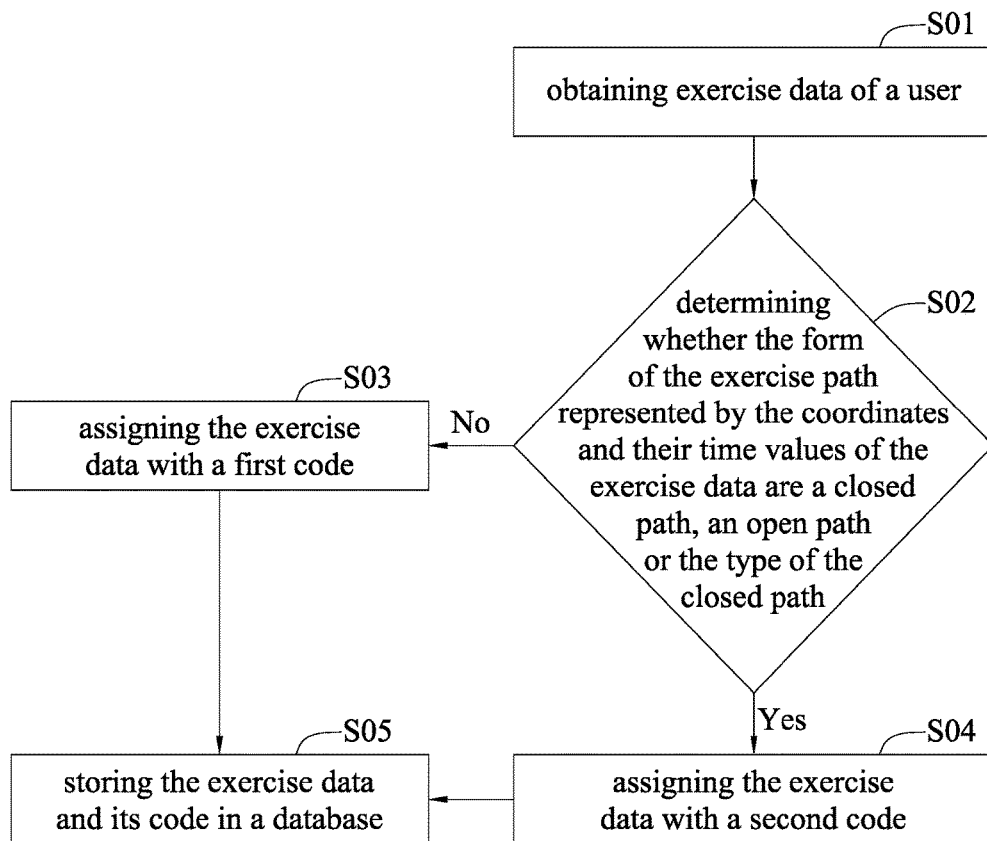 S01
obtaining exercise data of a user
S02
determining
whether the form
of the exercise path
represented by the coordinates
and their time values of the
exercise data are a closed
path, an open path
or the type of the
closed path
No
S03
assigning the exercise
data with a first code
Yes
S04
assigning the exercise
data with a second code
S05
storing the exercise data
and its code in a database